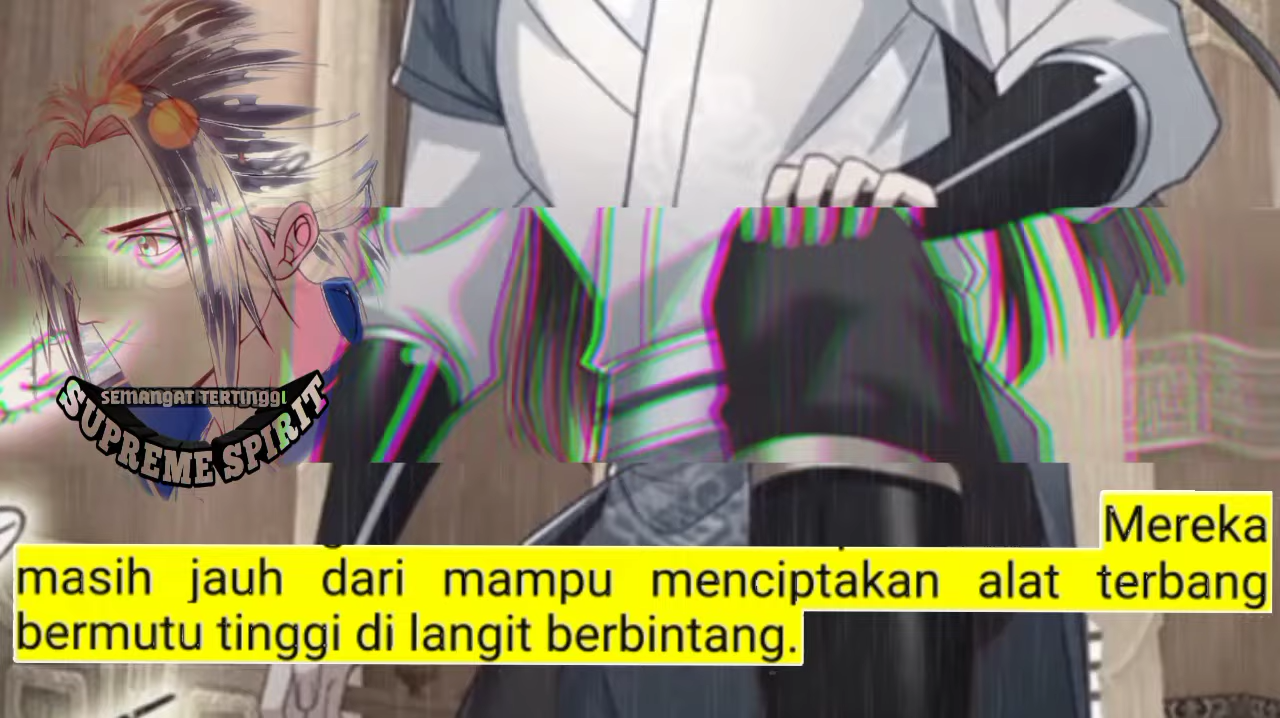 SEMANGAT TERTINGGI
SUPREME SPIRIT
Mereka
masih jauh dari mampu menciptakan alat terbang
bermutu tinggi di langit berbintang.